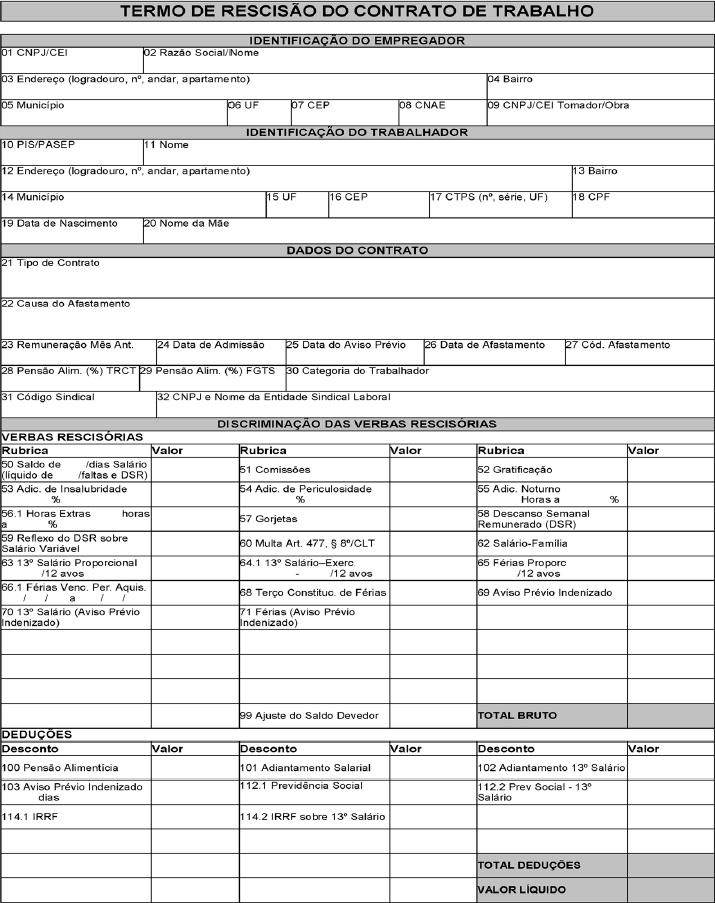 TERMO DE RESCISÃO DO CONTRATO DE TRABALHO
IDENTIFICAÇÃO DO EMPREGADOR
01 CNPJ/CEI 02 Razão Social/Nome
03 Endereço (logradouro, nº, andar, apartamento) 04 Bairro
05 Município 06 UF 07 CEP 08 CNAE 09 CNPJ/CEI Tomador/Obra
IDENTIFICAÇÃO DO TRABALHADOR
10 PIS/PASEP 11 Nome
12 Endereço (logradouro, nº, andar, apartamento) 13 Bairro
14 Município 15 UF 16 CEP 17 CTPS (nº, série, UF) 18 CPF
19 Data de Nascimento 20 Nome da Mãe
DADOS DO CONTRATO
21 Tipo de Contrato
22 Causa do Afastamento
23 Remuneração Mês Ant. 24 Data de Admissão 25 Data do Aviso Prévio 26 Data de Afastamento 27 Cód. Afastamento
28 Pensão Alim. (%) TRCT 29 Pensão Alim. (%) FGTS 30 Categoria do Trabalhador
31 Código Sindical 32 CNPJ e Nome da Entidade Sindical Laboral
DISCRIMINAÇÃO DAS VERBAS RESCISÓRIAS
VERBAS RESCISÓRIAS
Rubrica Valor Rubrica Valor Rubrica Valor
50 Saldo de /dias Salário
(líquido de /faltas e DSR) 51 Comissões 52 Gratificação
53 Adic. de Insalubridade
% 54 Adic. de Periculosidade
% 55 Adic. Noturno
Horas a %
56.1 Horas Extras horas
a % 57 Gorjetas 58 Descanso Semanal
Remunerado (DSR)
59 Reflexo do DSR sobre
Salário Variável 60 Multa Art. 477, § 8º/CLT 62 Salário-Família
63 13º Salário Proporcional
/12 avos 64.1 13º Salário–Exerc
- /12 avos 65 Férias Proporc
/12 avos
66.1 Férias Venc. Per. Aquis.
/ / a / / 68 Terço Constituc. de Férias 69 Aviso Prévio Indenizado
70 13º Salário (Aviso Prévio
Indenizado) 71 Férias (Aviso Prévio
Indenizado)
99 Ajuste do Saldo Devedor TOTAL BRUTO
DEDUÇÕES
Desconto Valor Desconto Valor Desconto Valor
100 Pensão Alimentícia 101 Adiantamento Salarial 102 Adiantamento 13º Salário
103 Aviso Prévio Indenizado
dias 112.1 Previdência Social 112.2 Prev Social - 13º
Salário
114.1 IRRF 114.2 IRRF sobre 13º Salário
TOTAL DEDUÇÕES
VALOR LÍQUIDO